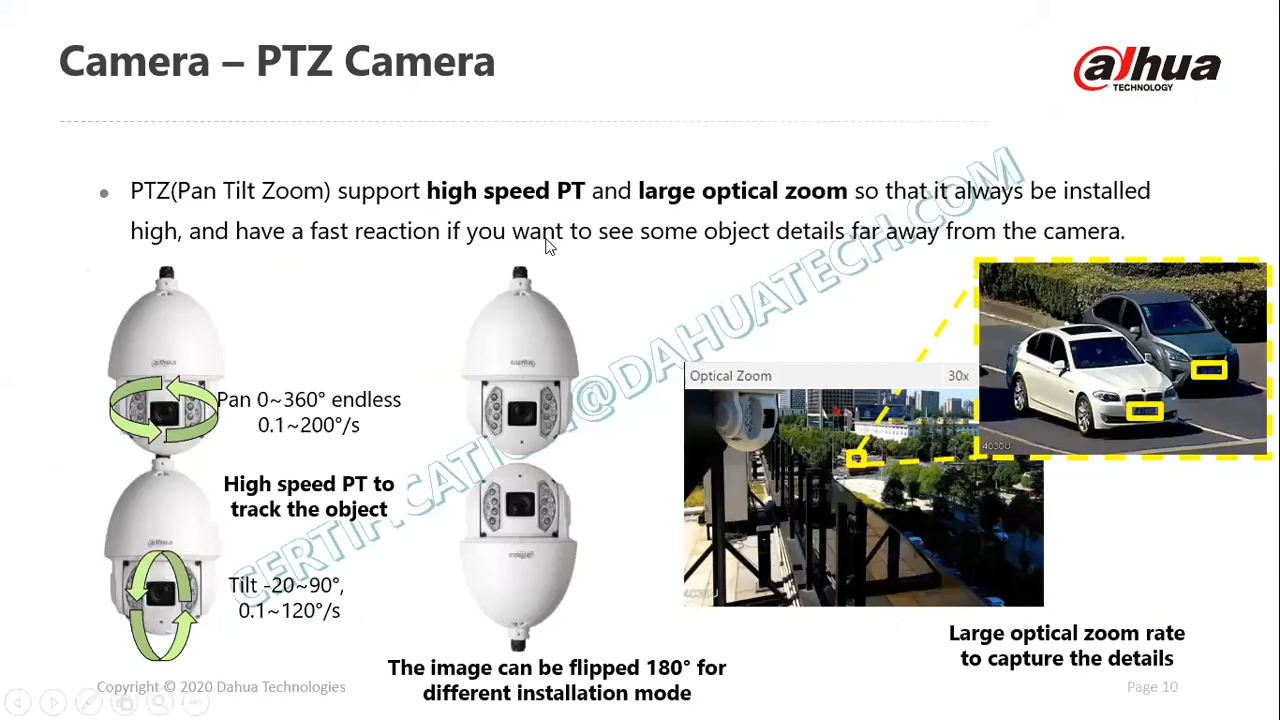 Camera – PTZ Camera
alhua
TECHNOLOGY
• PTZ(Pan Tilt Zoom) support high speed PT and large optical zoom so that it always be installed
high, and have a fast reaction if you want to see some object details far away from the camera.
CERTIFICATION@DAHUATECH.COM
alhua
Pan 0~360° endless
0.1~200°/s
High speed PT to
track the object
alhua
Tilt -20~90°,
0.1~120°/s
The image can be flipped 180° for
different installation mode
Optical Zoom 30x
4030U
4030U
Large optical zoom rate
to capture the details
Copyright © 2020 Dahua Technologies
Page 10